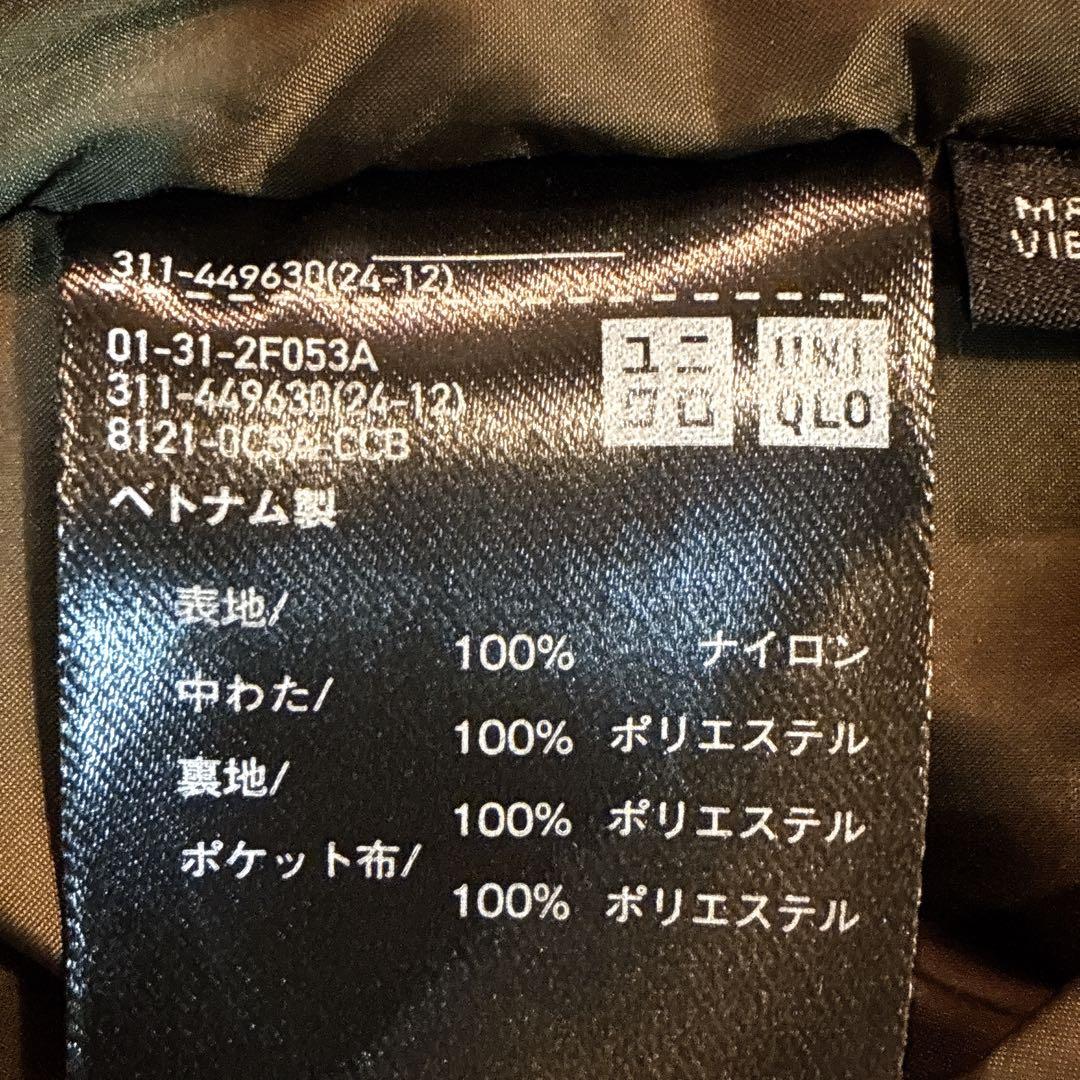 311-449630(24-12)
01-31-2F053A
311-449630(24-12)
ベトナム製
ユニ
クロ
UNI
QLO
表地/
100% ナイロン
中わた/
100% ポリエステル
裏地/
100% ポリエステル
ポケット布/
100% ポリエステル
MA
VIE